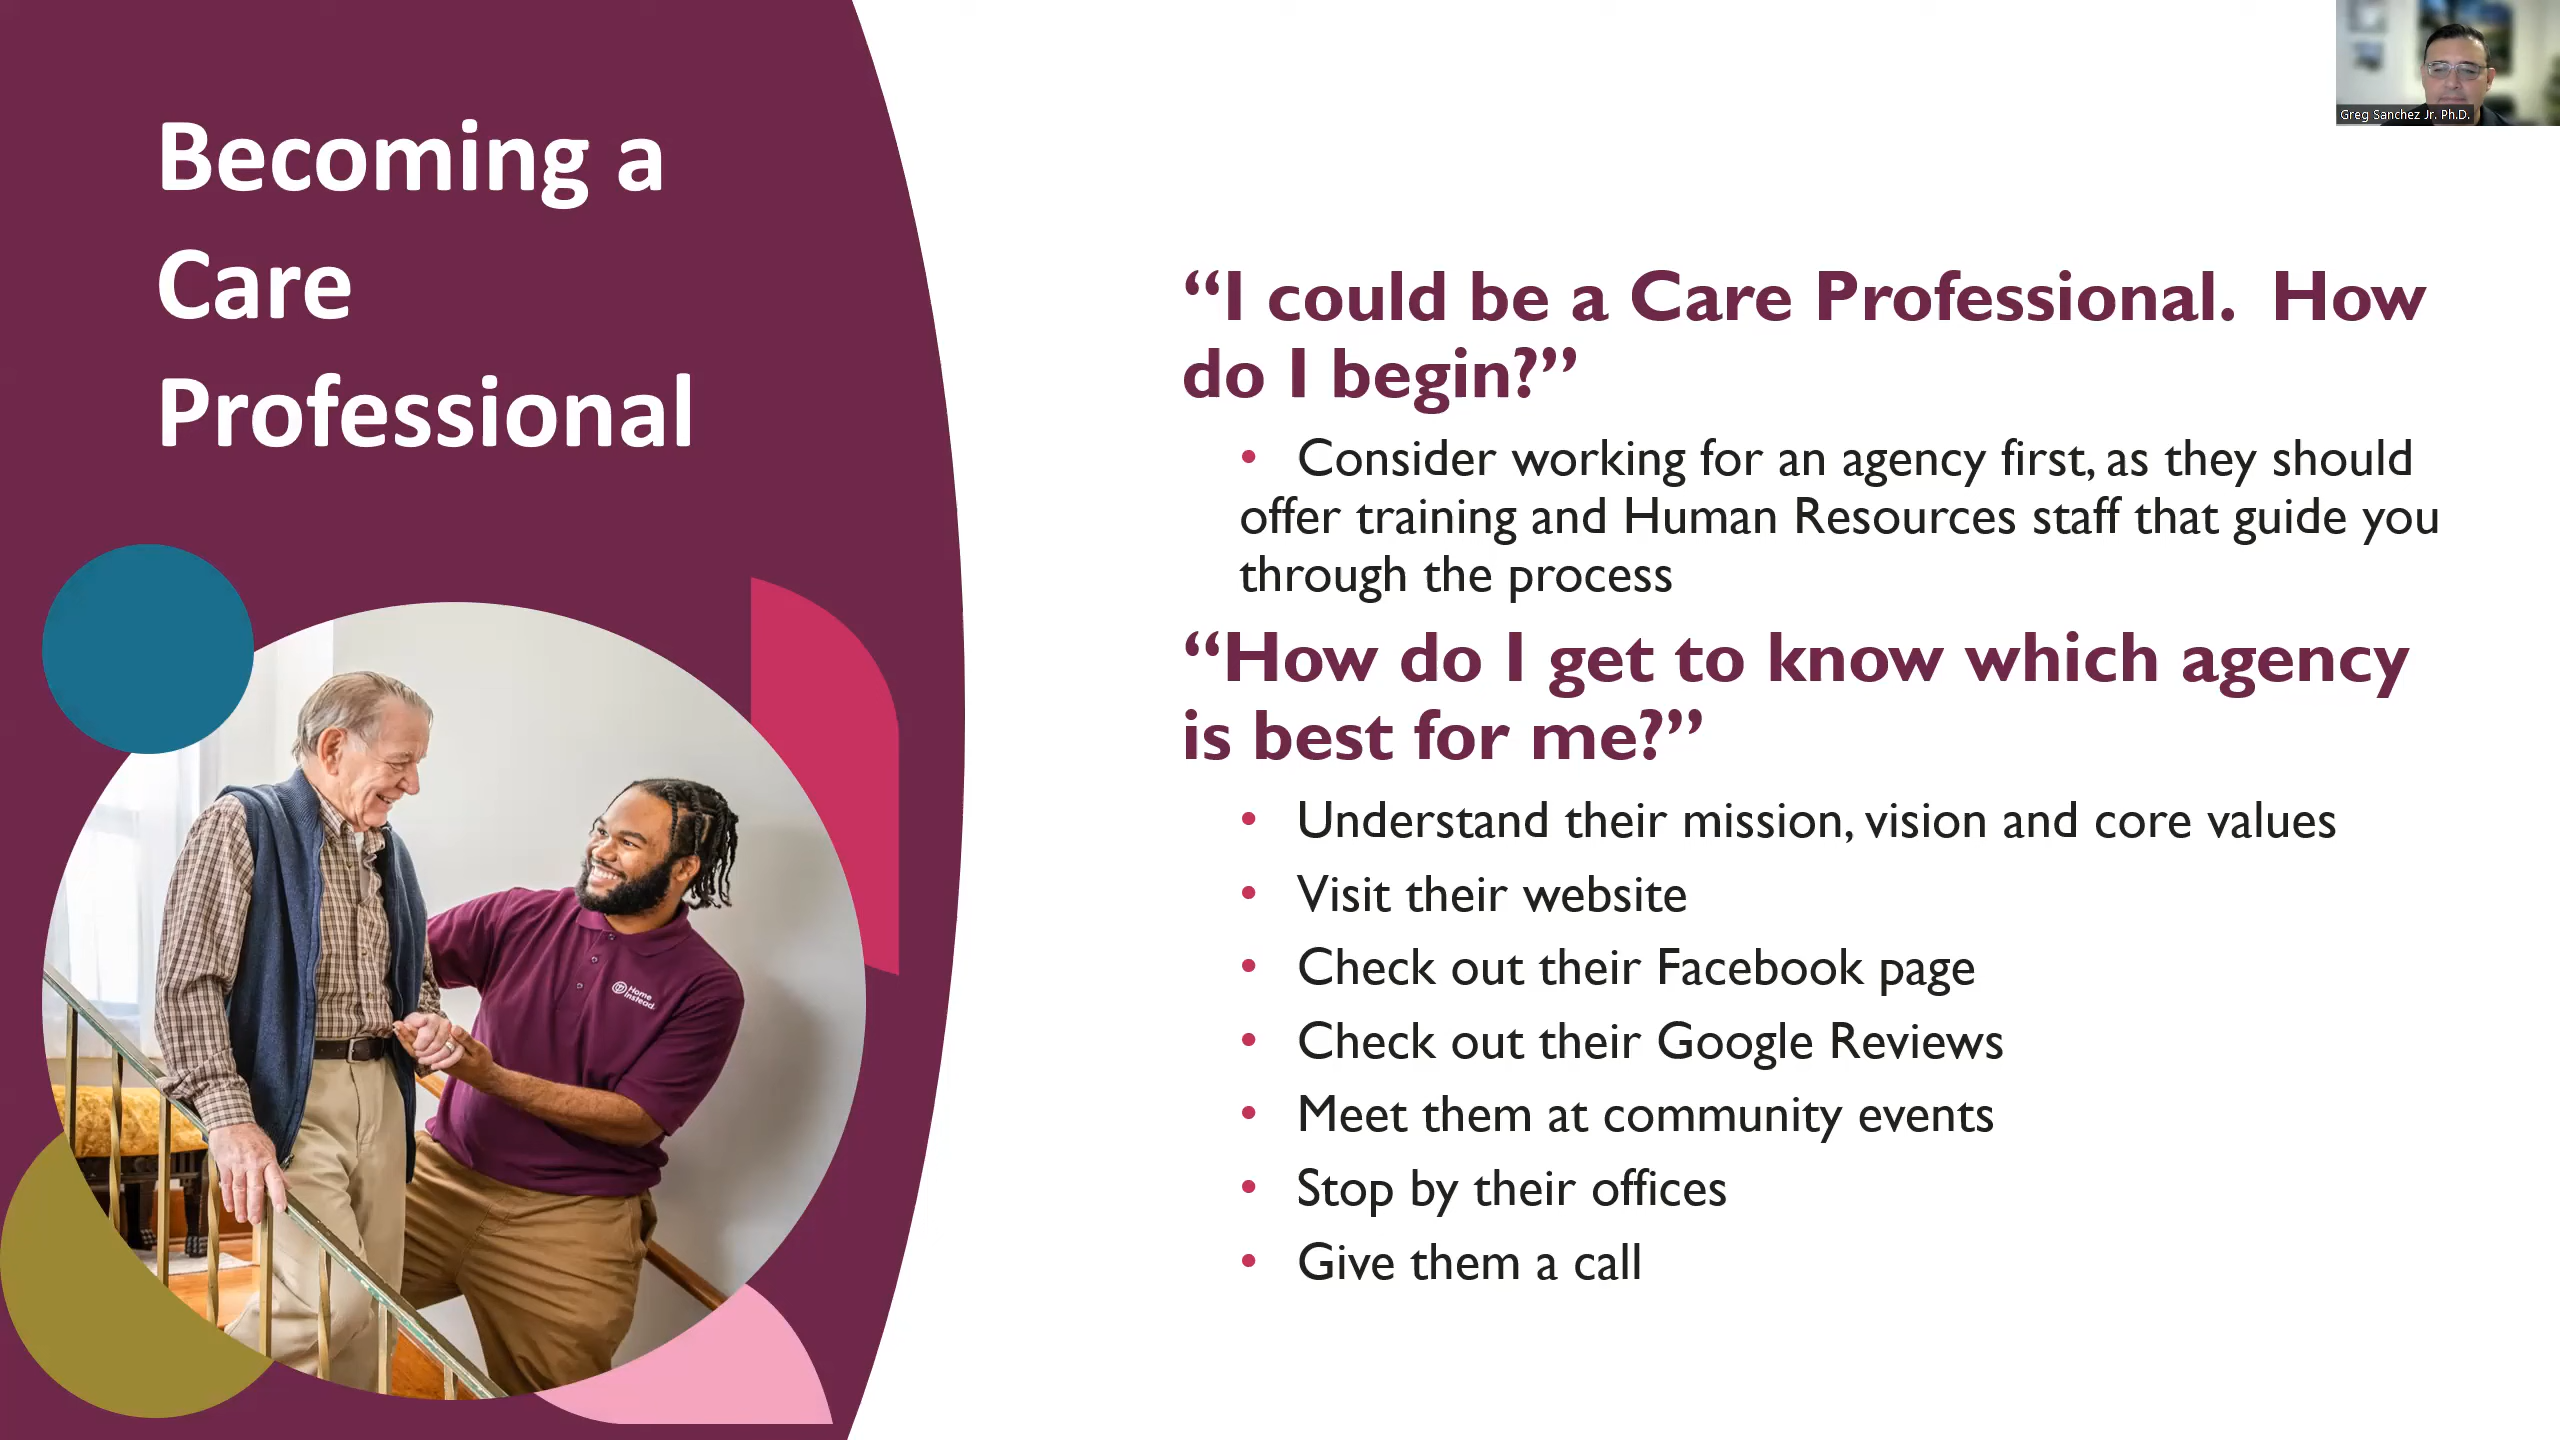 Becoming a
Care
Professional
Greg Sanchez Jr. Ph.D.
“I could be a Care Professional.  How
do I begin?”
• Consider working for an agency first, as they should
offer training and Human Resources staff that guide you
through the process
“How do I get to know which agency
is best for me?”
• Understand their mission, vision and core values
• Visit their website
• Check out their Facebook page
• Check out their Google Reviews
• Meet them at community events
• Stop by their offices
• Give them a call
Home
Instead.